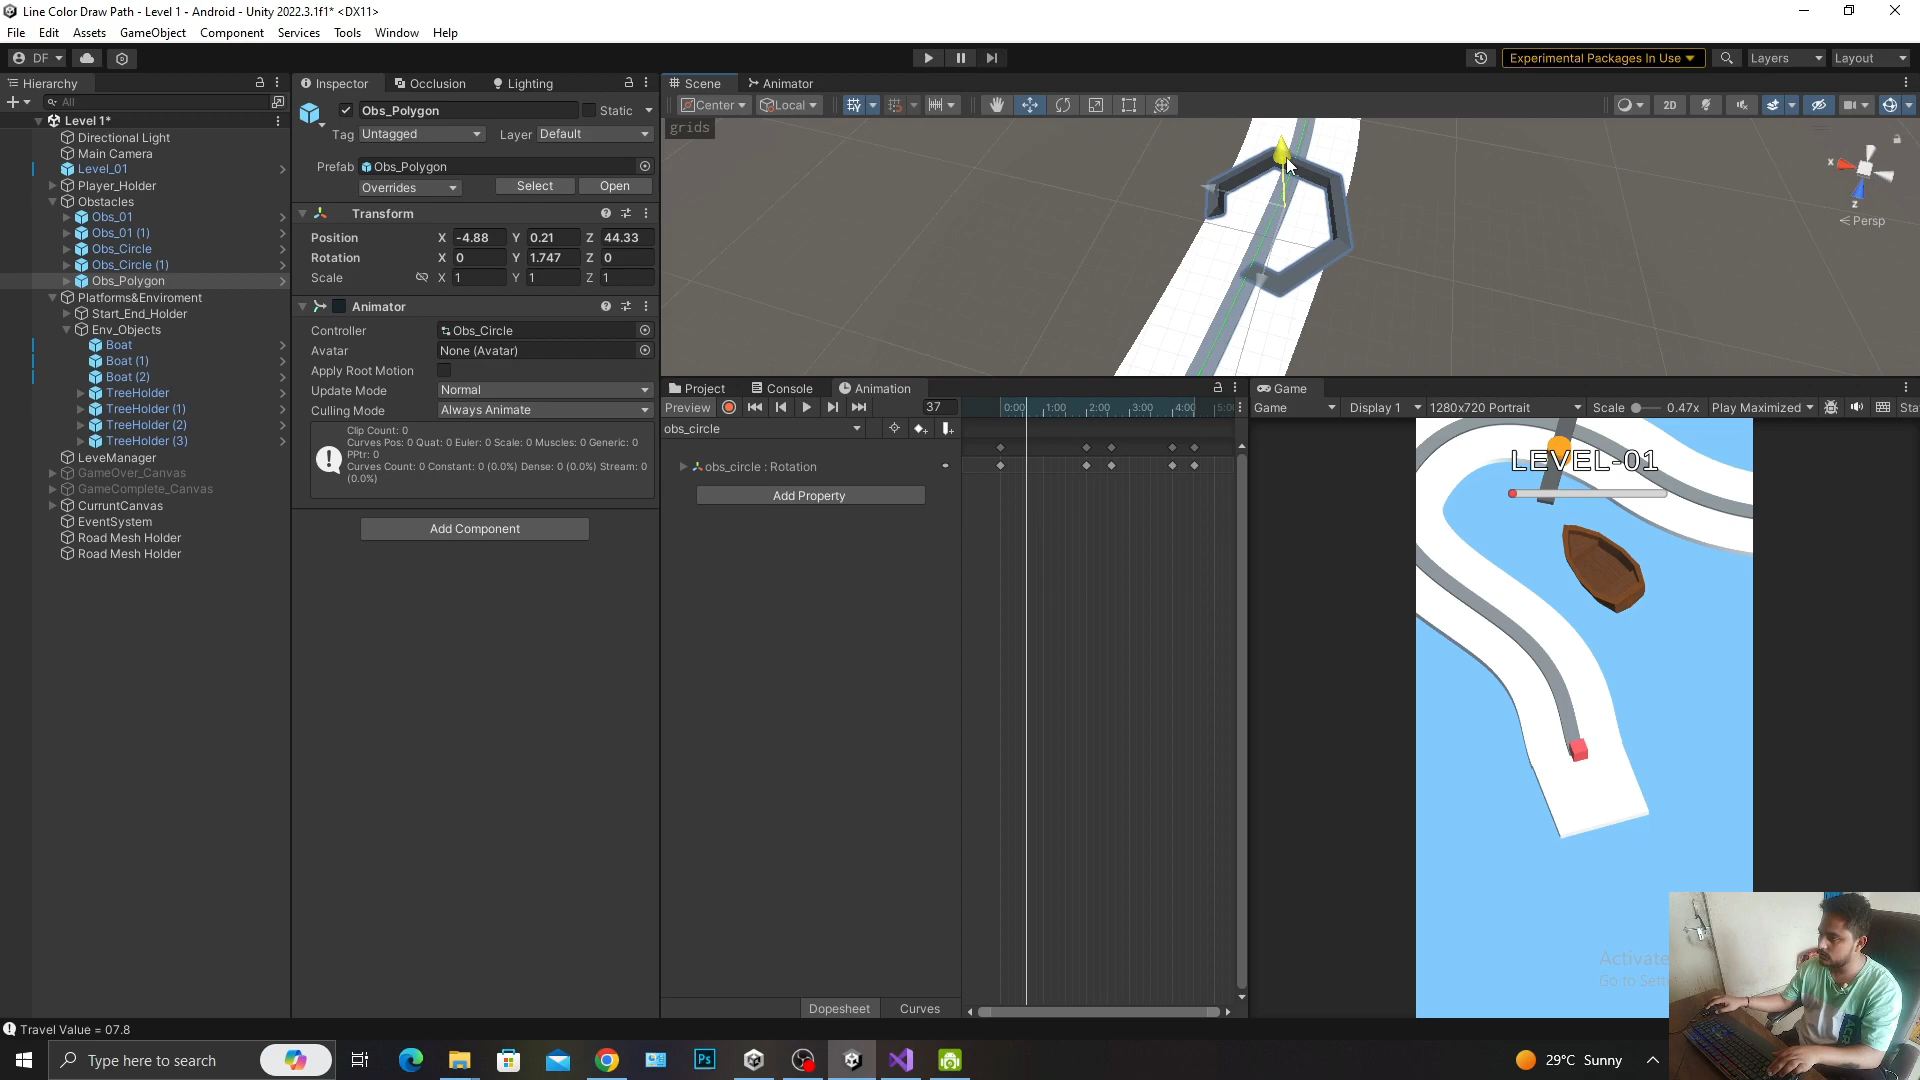 Line Color Draw Path - Level 1 - Android - Unity 2022.3.1f1* <DX11>
File Edit Assets GameObject Component Services Tools Window Help
DF Experimental Packages In Use Layers Layout
Hierarchy
All
Level 1*
Directional Light
Main Camera
Level_01
Player_Holder
Obstacles
Obs_01
Obs_01 (1)
Obs_Circle
Obs_Circle (1)
Obs_Polygon
Platforms&Enviroment
Start_End_Holder
Env_Objects
Boat
Boat (1)
Boat (2)
TreeHolder
TreeHolder (1)
TreeHolder (2)
TreeHolder (3)
LeveManager
GameOver_Canvas
GameComplete_Canvas
CurruntCanvas
EventSystem
Road Mesh Holder
Road Mesh Holder
Inspector Occlusion Lighting
Obs_Polygon Static
Tag Untagged Layer Default
Prefab Obs_Polygon
Overrides Select Open
Transform
Position X -4.88 Y 0.21 Z 44.33
Rotation X 0 Y 1.747 Z 0
Scale X 1 Y 1 Z 1
Animator
Controller Obs_Circle
Avatar None (Avatar)
Apply Root Motion
Update Mode Normal
Culling Mode Always Animate
Clip Count: 0
Curves Pos: 0 Quat: 0 Euler: 0 Scale: 0 Muscles: 0 Generic: 0
PPtr: 0
Curves Count: 0 Constant: 0 (0.0%) Dense: 0 (0.0%) Stream: 0
(0.0%)
Add Component
Scene Animator
Center Local 2D
grids
x
z
Persp
Project Console Animation
Preview 37 0:00 1:00 2:00 3:00 4:00 5:0
obs_circle
obs_circle : Rotation
Add Property
Dopesheet Curves
Game
Game Display 1 1280x720 Portrait Scale 0.47x Play Maximized Sta
LEVEL-01
Activate
Go to Sett
Travel Value = 07.8
Type here to search
Ps
29°C Sunny